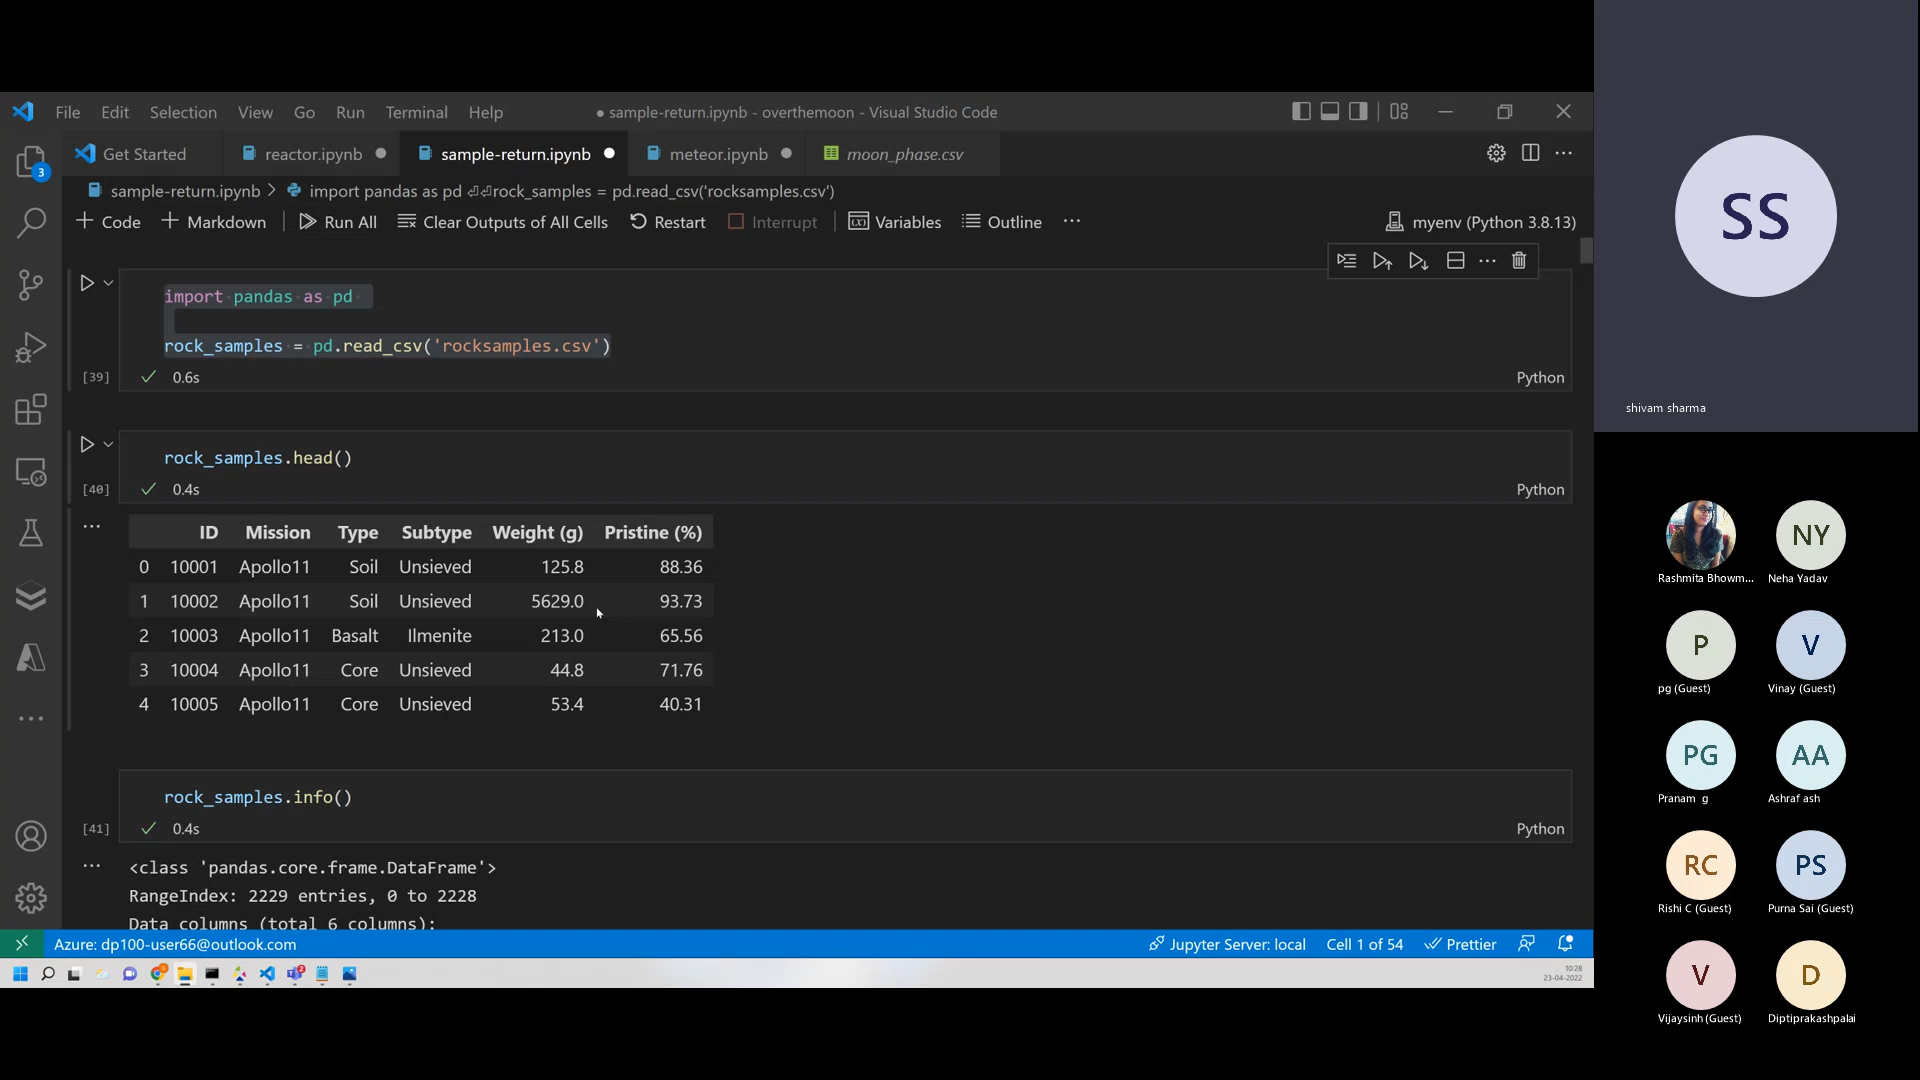 File Edit Selection View Go Run Terminal Help
● sample-return.ipynb - overthemoon - Visual Studio Code
Get Started
reactor.ipynb
sample-return.ipynb
meteor.ipynb
moon_phase.csv
3
sample-return.ipynb > import pandas as pd ⏎⏎rock_samples = pd.read_csv('rocksamples.csv')
+ Code + Markdown Run All Clear Outputs of All Cells Restart Interrupt Variables Outline ···
myenv (Python 3.8.13)
import pandas as pd
rock_samples = pd.read_csv('rocksamples.csv')
[39] ✓ 0.6s
Python
rock_samples.head()
[40] ✓ 0.4s
Python
ID Mission Type Subtype Weight (g) Pristine (%)
0 10001 Apollo11 Soil Unsieved 125.8 88.36
1 10002 Apollo11 Soil Unsieved 5629.0 93.73
2 10003 Apollo11 Basalt Ilmenite 213.0 65.56
3 10004 Apollo11 Core Unsieved 44.8 71.76
4 10005 Apollo11 Core Unsieved 53.4 40.31
rock_samples.info()
[41] ✓ 0.4s
Python
<class 'pandas.core.frame.DataFrame'>
RangeIndex: 2229 entries, 0 to 2228
Data columns (total 6 columns):
Azure: dp100-user66@outlook.com
Jupyter Server: local Cell 1 of 54 Prettier
10:28
23-04-2022
SS
shivam sharma
Rashmita Bhowm...
NY
Neha Yadav
P
pg (Guest)
V
Vinay (Guest)
PG
Pranam g
AA
Ashraf ash
RC
Rishi C (Guest)
PS
Purna Sai (Guest)
V
Vijaysinh (Guest)
D
Diptiprakashpalai